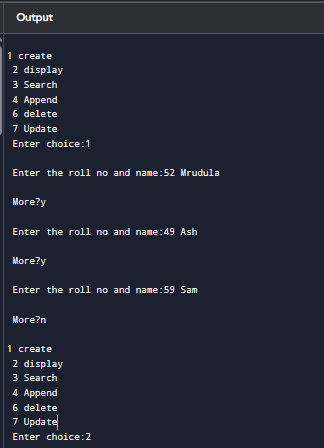 Output
1 create
2 display
3 Search
4 Append
6 delete
7 Update
Enter choice:1
Enter the roll no and name:52 Mrudula
More?y
Enter the roll no and name:49 Ash
More?y
Enter the roll no and name:59 Sam
More?n
1 create
2 display
3 Search
4 Append
6 delete
7 Update
Enter choice:2